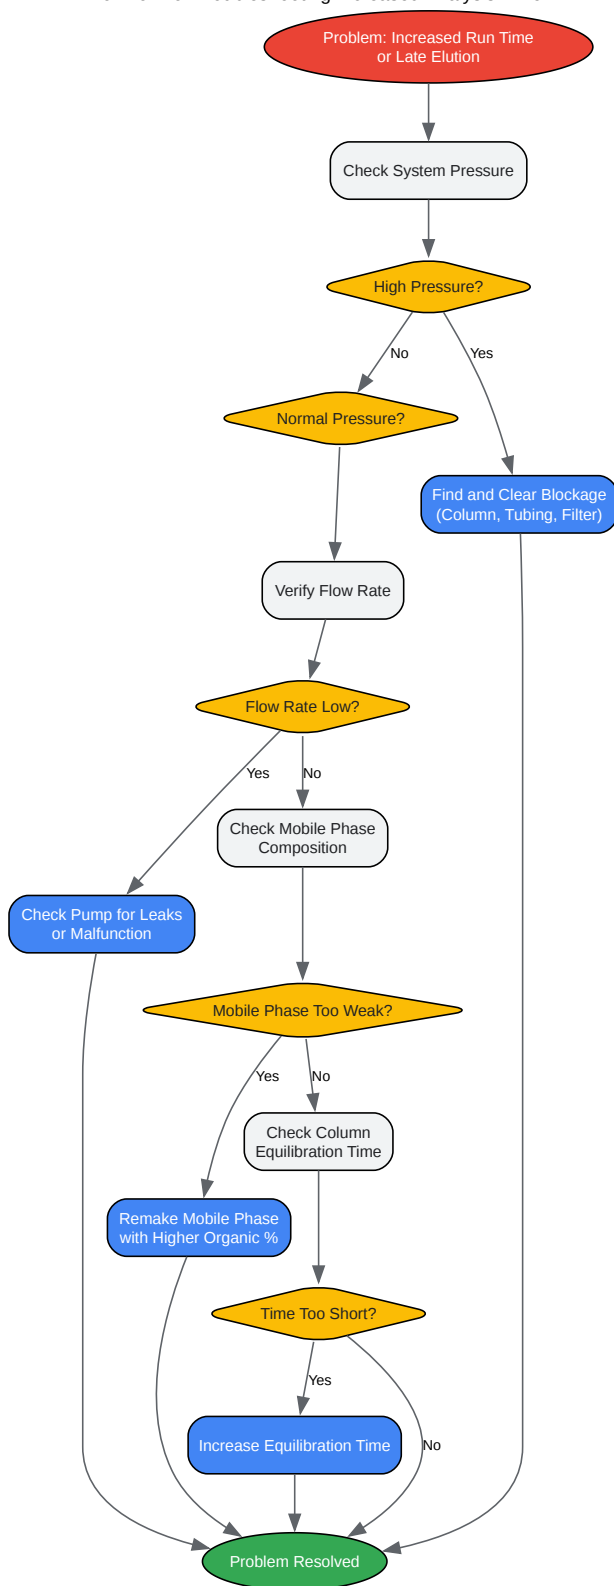 Problem: Increased Run Time
or Late Elution
Check System Pressure
High Pressure?
No
Yes
Normal Pressure?
Find and Clear Blockage
(Column, Tubing, Filter)
Verify Flow Rate
Flow Rate Low?
Yes
No
Check Mobile Phase
Composition
Check Pump for Leaks
or Malfunction
Mobile Phase Too Weak?
Yes
No
Check Column
Equilibration Time
Remake Mobile Phase
with Higher Organic %
Time Too Short?
Yes
Increase Equilibration Time
No
Problem Resolved